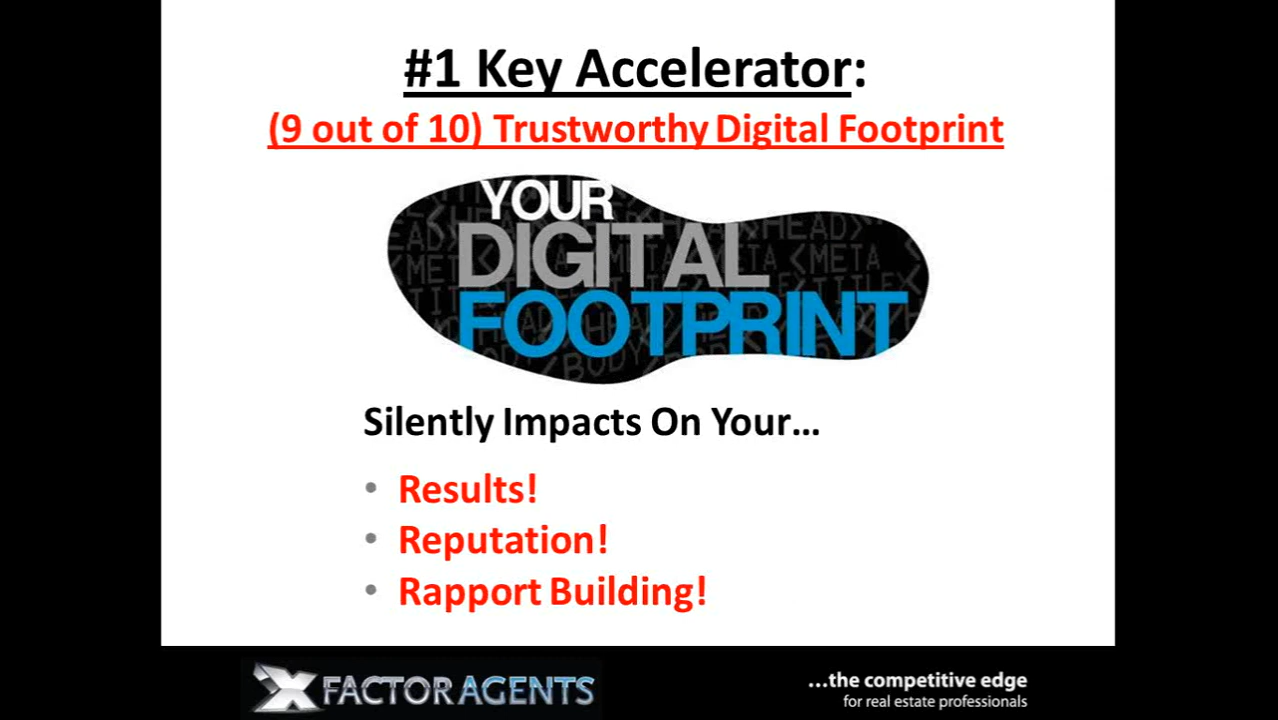 #1 Key Accelerator:
(9 out of 10) Trustworthy Digital Footprint
YOUR
DIGITAL
FOOTPRINT
Silently Impacts On Your...
• Results!
• Reputation!
• Rapport Building!
X FACTOR AGENTS
...the competitive edge
for real estate professionals